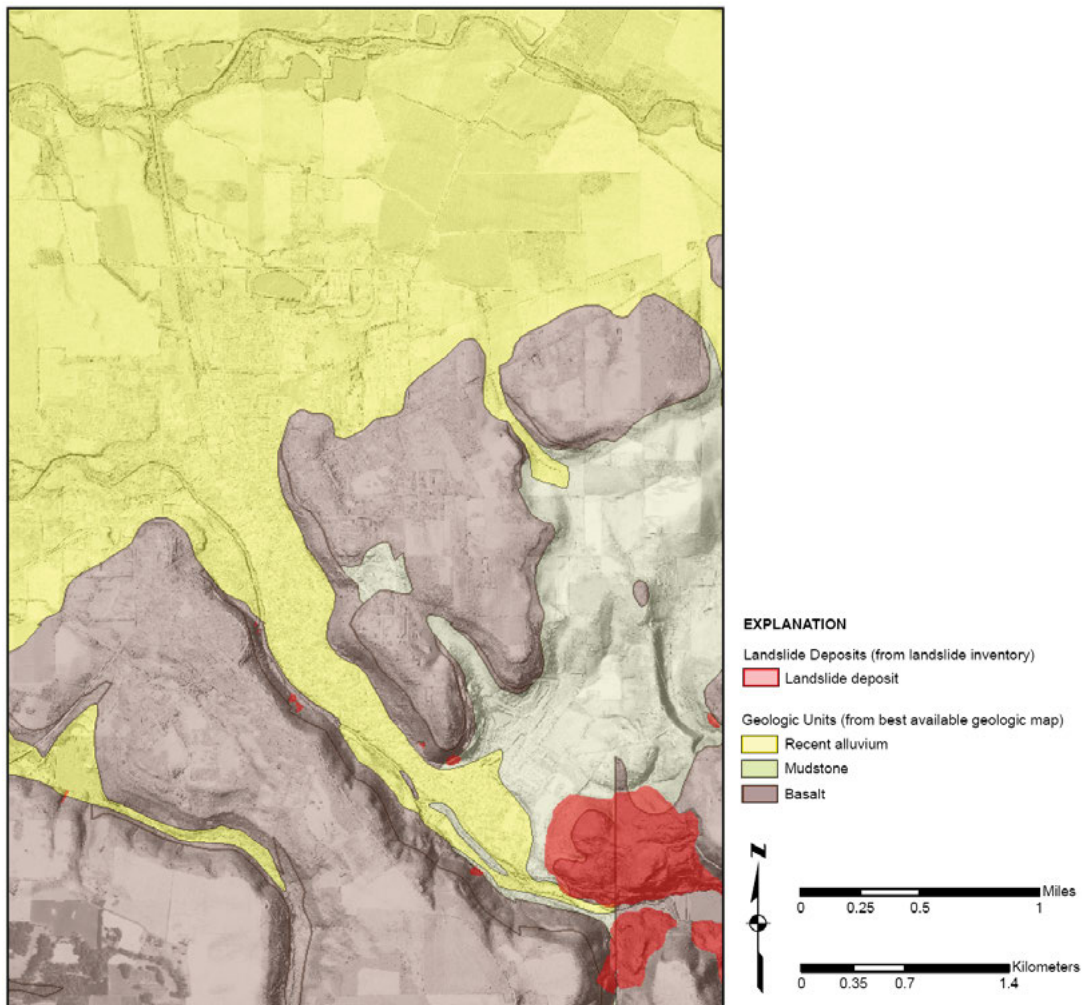 EXPLANATION
Landslide Deposits (from landslide inventory)
Landslide deposit
Geologic Units (from best available geologic map)
Recent alluvium
Mudstone
Basalt
N
Miles
0 0.25 0.5 1
Kilometers
0 0.35 0.7 1.4